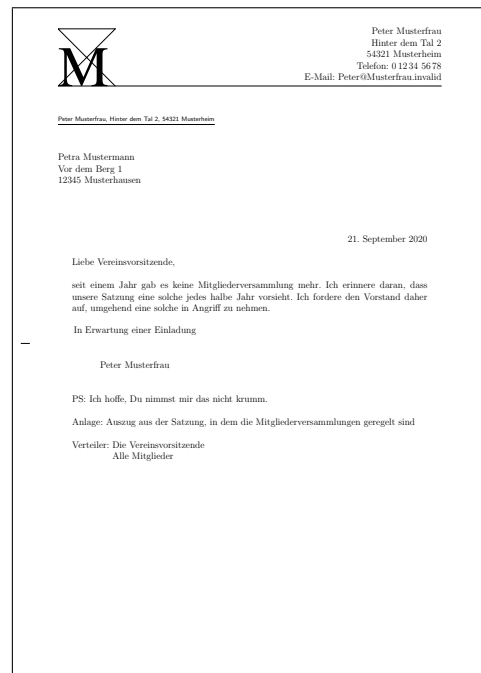 M
Peter Musterfrau
Hinter dem Tal 2
54321 Musterheim
Telefon: 0 12 34 56 78
E-Mail: Peter@Musterfrau.invalid
Peter Musterfrau, Hinter dem Tal 2, 54321 Musterheim
Petra Mustermann
Vor dem Berg 1
12345 Musterhausen
21. September 2020
Liebe Vereinsvorsitzende,
seit einem Jahr gab es keine Mitgliederversammlung mehr. Ich erinnere daran, dass
unsere Satzung eine solche jedes halbe Jahr vorsieht. Ich fordere den Vorstand daher
auf, umgehend eine solche in Angriff zu nehmen.
In Erwartung einer Einladung
Peter Musterfrau
PS: Ich hoffe, Du nimmst mir das nicht krumm.
Anlage: Auszug aus der Satzung, in dem die Mitgliederversammlungen geregelt sind
Verteiler: Die Vereinsvorsitzende
Alle Mitglieder